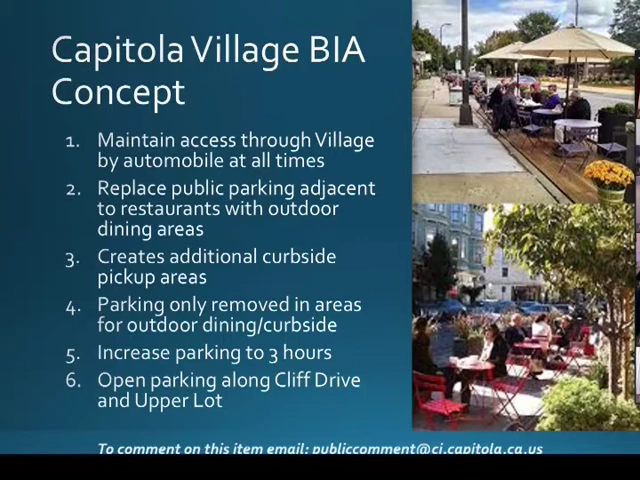 Capitola Village BIA
Concept
1. Maintain access through Village
by automobile at all times
2. Replace public parking adjacent
to restaurants with outdoor
dining areas
3. Creates additional curbside
pickup areas
4. Parking only removed in areas
for outdoor dining/curbside
5. Increase parking to 3 hours
6. Open parking along Cliff Drive
and Upper Lot
To comment on this item email: publiccomment@ci.capitola.ca.us